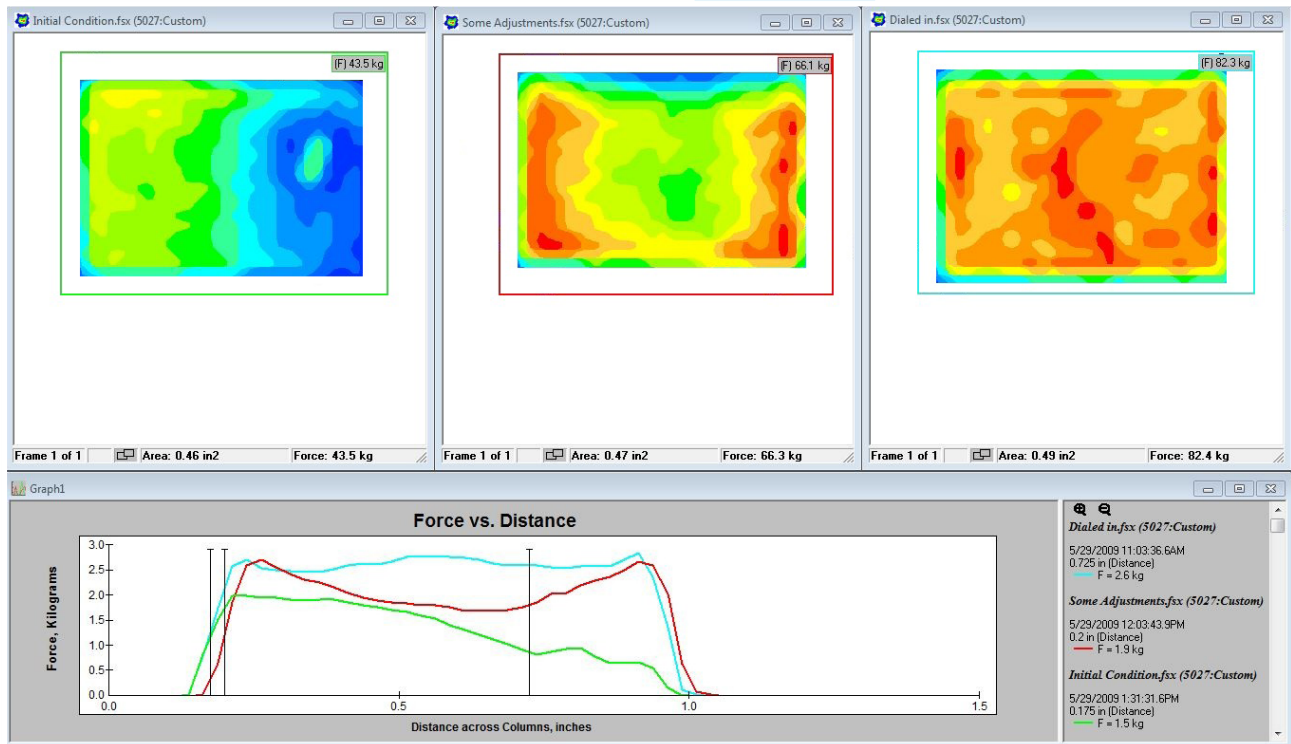 Initial Condition.fsx (5027:Custom)
(F) 43.5 kg
Frame 1 of 1
Area: 0.46 in2
Force: 43.5 kg
Some Adjustments.fsx (5027:Custom)
(F) 66.1 kg
Frame 1 of 1
Area: 0.47 in2
Force: 66.3 kg
Dialed in.fsx (5027:Custom)
(F) 82.3 kg
Frame 1 of 1
Area: 0.49 in2
Force: 82.4 kg
Graph1
Force vs. Distance
Force, Kilograms
3.0
2.5
2.0
1.5
1.0
0.5
0.0
0.0
0.5
1.0
1.5
Distance across Columns, inches
Dialed in.fsx (5027:Custom)
5/29/2009 11:03:36.6AM
0.725 in (Distance)
F = 2.6 kg
Some Adjustments.fsx (5027:Custom)
5/29/2009 12:03:43.9PM
0.2 in (Distance)
F = 1.9 kg
Initial Condition.fsx (5027:Custom)
5/29/2009 1:31:31.6PM
0.175 in (Distance)
F = 1.5 kg